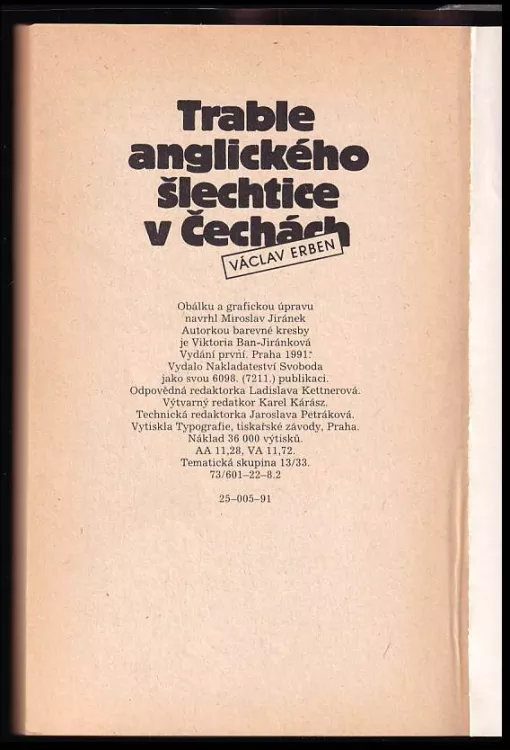 Trable
anglického
šlechtice
v Čechách
VÁCLAV ERBEN
Obálku a grafickou úpravu
navrhl Miroslav Jiránek
Autorkou barevné kresby
je Viktoria Ban-Jiránková
Vydání první. Praha 1991.
Vydalo Nakladateství Svoboda
jako svou 6098. (7211.) publikaci.
Odpovědná redaktorka Ladislava Kettnerová.
Výtvarný redatkor Karel Kárász.
Technická redaktorka Jaroslava Petráková.
Vytiskla Typografie, tiskařské závody, Praha.
Náklad 36 000 výtisků.
AA 11,28, VA 11,72.
Tematická skupina 13/33.
73/601–22–8.2
25–005–91